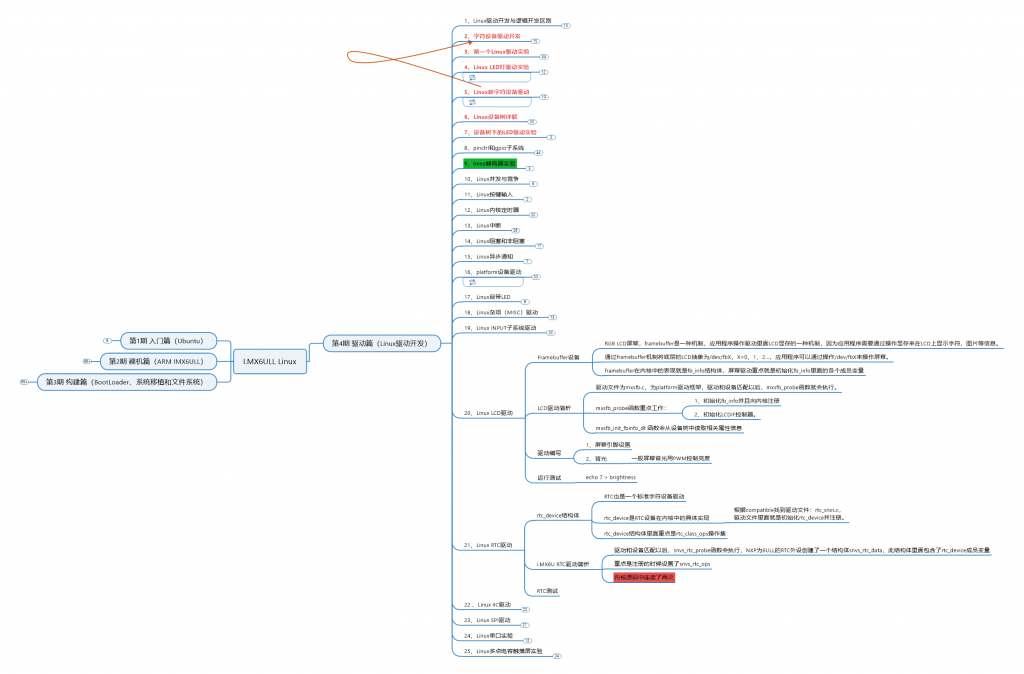 1、Linux驱动开发与逻辑开发区别
2、字符设备驱动开发
3、第一个Linux驱动实验
4、Linux LED灯驱动实验
5、Linux新字符设备驱动
6、Linux设备树详解
7、设备树下的LED驱动实验
8、pinctrl和gpio子系统
9、beep蜂鸣器实验
10、Linux并发与竞争
11、Linux按键输入
12、Linux内核定时器
13、Linux中断
14、Linux阻塞和非阻塞
15、Linux异步通知
16、platform设备驱动
17、Linux自带LED
18、Linux杂项（MISC）驱动
19、Linux INPUT子系统驱动
第1期 入门篇（Ubuntu）
第2期 裸机篇（ARM IMX6ULL）
第3期 构建篇（BootLoader、系统移植和文件系统）
I.MX6ULL Linux
第4期 驱动篇（Linux驱动开发）
20、Linux LCD驱动
Framebuffer设备
RGB LCD屏幕，framebuffer是一种机制，应用程序操作驱动里面LCD显存的一种机制，因为应用程序需要通过操作显存来在LCD上显示字符，图片等信息。
通过framebuffer机制将底层的LCD抽象为/dev/fbX，X=0，1，2...，应用程序可以通过操作/dev/fbX来操作屏幕。
framebuffer在内核中的表现就是fb_info结构体，屏幕驱动重点就是初始化fb_info里面的各个成员变量
LCD驱动简析
驱动文件为mxsfb.c，为platform驱动框架，驱动和设备匹配以后，mxsfb_probe函数就会执行。
mxsfb_probe函数重点工作：
1、初始化fb_info并且向内核注册
2、初始化LCDIF控制器。
mxsfb_init_fbinfo_dt 函数会从设备树中读取相关属性信息
驱动编写
1、屏幕引脚设置
2、背光
一般屏幕背光用PWM控制亮度
运行测试
echo 7 > brightness
21、Linux RTC驱动
rtc_device结构体
RTC也是一个标准字符设备驱动
rtc_device是RTC设备在内核中的具体实现
根据compatible找到驱动文件：rtc_snvs.c，
驱动文件里面就是初始化rtc_device并注册。
rtc_device结构体里面重点是rtc_class_ops操作集
I.MX6U RTC驱动简析
驱动和设备匹配以后，snvs_rtc_probe函数会执行，NXP为6ULL的RTC外设创建了一个结构体snvs_rtc_data，此结构体里面包含了rtc_device成员变量
重点是注册的时候设置了snvs_rtc_ops
RTC测试
22 、Linux IIC驱动
23、Linux SPI驱动
24、Linux串口实验
25、Linux多点电容触摸屏实验